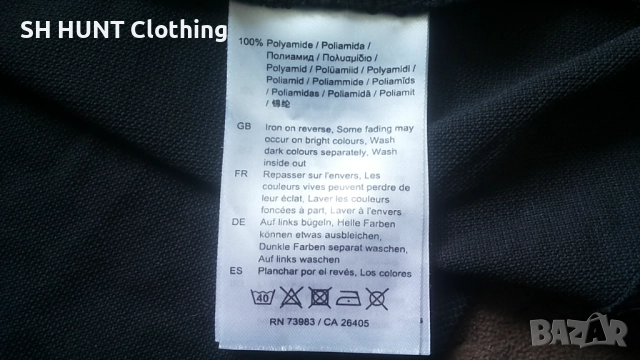 SH HUNT Clothing
100% Polyamide / Poliamida /
Полиамид / Πολυαμίδιο /
Polyamid / Polüamiid / Polyamidi /
Poliamid / Poliammide / Poliamīds
/ Poliamidas / Poliamidă / Poliamit
/ 锦纶
GB Iron on reverse, Some fading may
occur on bright colours, Wash
dark colours separately, Wash
inside out
FR Repasser sur l'envers, Les
couleurs vives peuvent perdre de
leur éclat, Laver les couleurs
foncées à part, Laver à l'envers
DE Auf links bügeln, Helle Farben
können etwas ausbleichen,
Dunkle Farben separat waschen,
Auf links waschen
ES Planchar por el revés, Los colores
40
RN 73983 / CA 26405
BAZAR